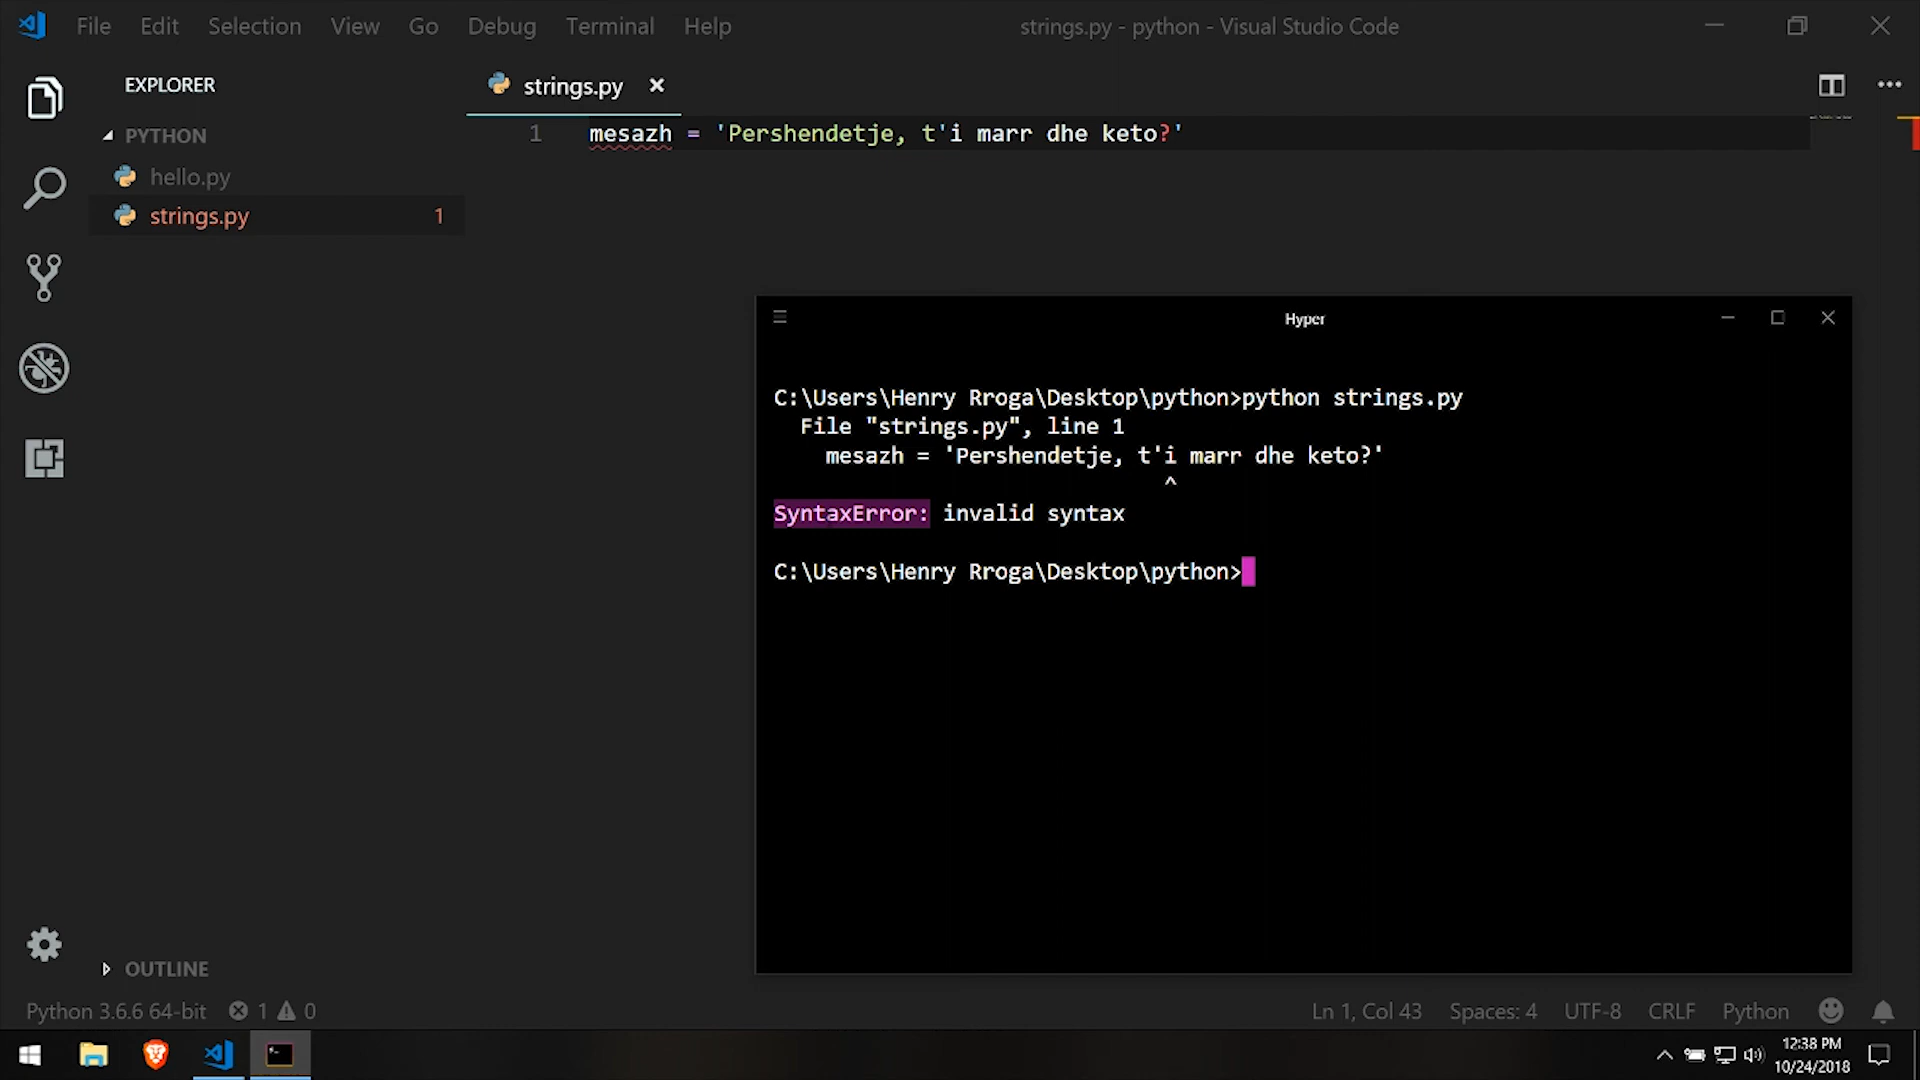 File Edit Selection View Go Debug Terminal Help strings.py - python - Visual Studio Code
EXPLORER
strings.py
PYTHON
hello.py
strings.py 1
1 mesazh = 'Pershendetje, t'i marr dhe keto?'
Hyper
C:\Users\Henry Rroga\Desktop\python>python strings.py
File "strings.py", line 1
mesazh = 'Pershendetje, t'i marr dhe keto?'
^
SyntaxError: invalid syntax
C:\Users\Henry Rroga\Desktop\python>
OUTLINE
Python 3.6.6 64-bit 1 0 Ln 1, Col 43 Spaces: 4 UTF-8 CRLF Python
12:38 PM
10/24/2018